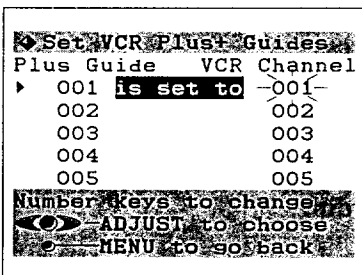 Set VCR Plus+ Guides
Plus Guide VCR Channel
001 is set to 001
002 002
003 003
004 004
005 005
Number keys to change
ADJUST to choose
MENU to go back